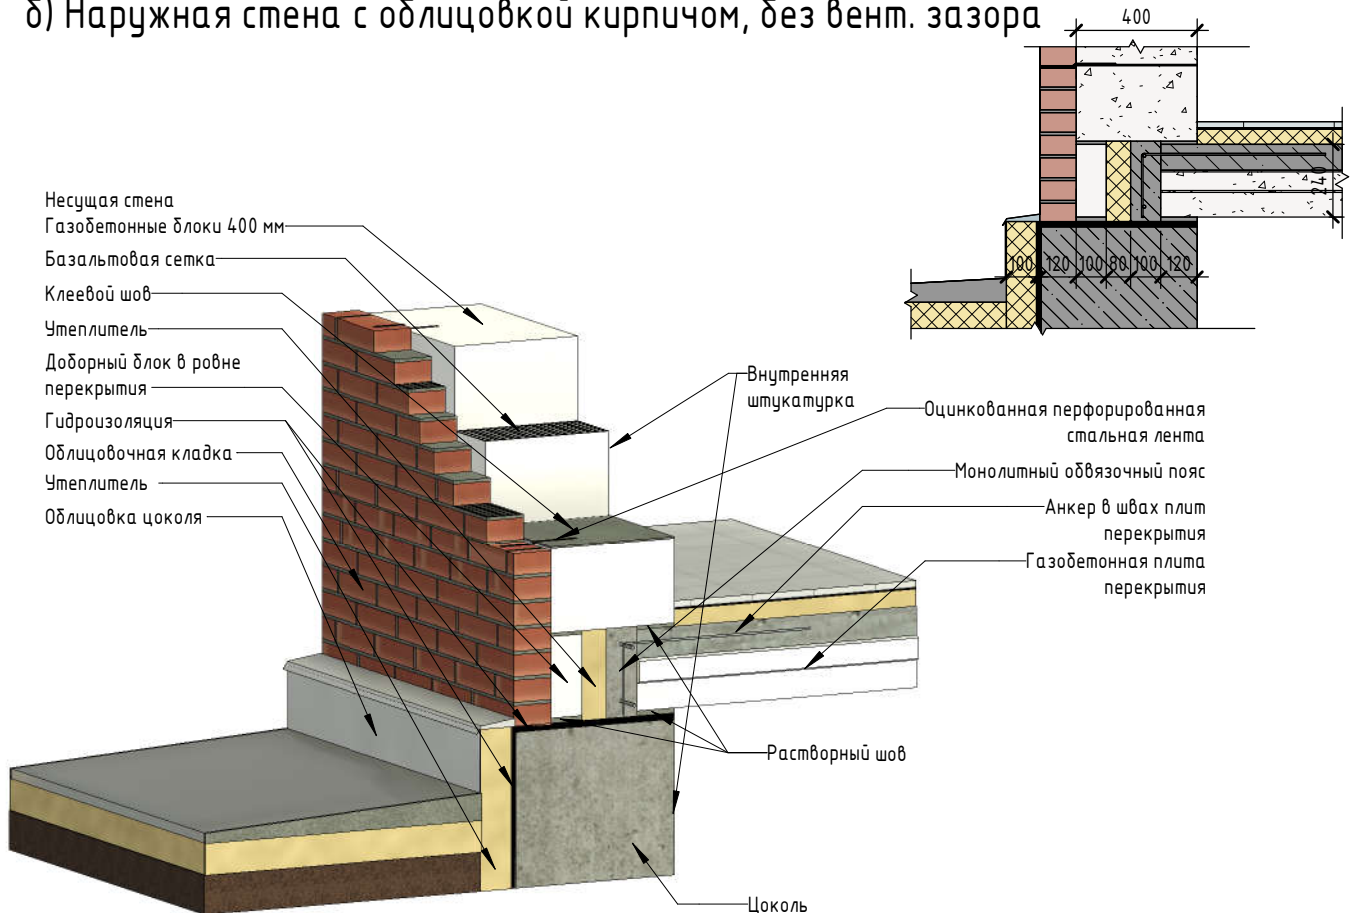 б) Наружная стена с облицовкой кирпичом, без вент. зазора
400
240
100 120 100 80 100 120
Несущая стена
Газобетонные блоки 400 мм
Базальтовая сетка
Клеевой шов
Утеплитель
Доборный блок в ровне
перекрытия
Гидроизоляция
Облицовочная кладка
Утеплитель
Облицовка цоколя
Внутренняя
штукатурка
Оцинкованная перфорированная
стальная лента
Монолитный обвязочный пояс
Анкер в швах плит
перекрытия
Газобетонная плита
перекрытия
Растворный шов
Цоколь